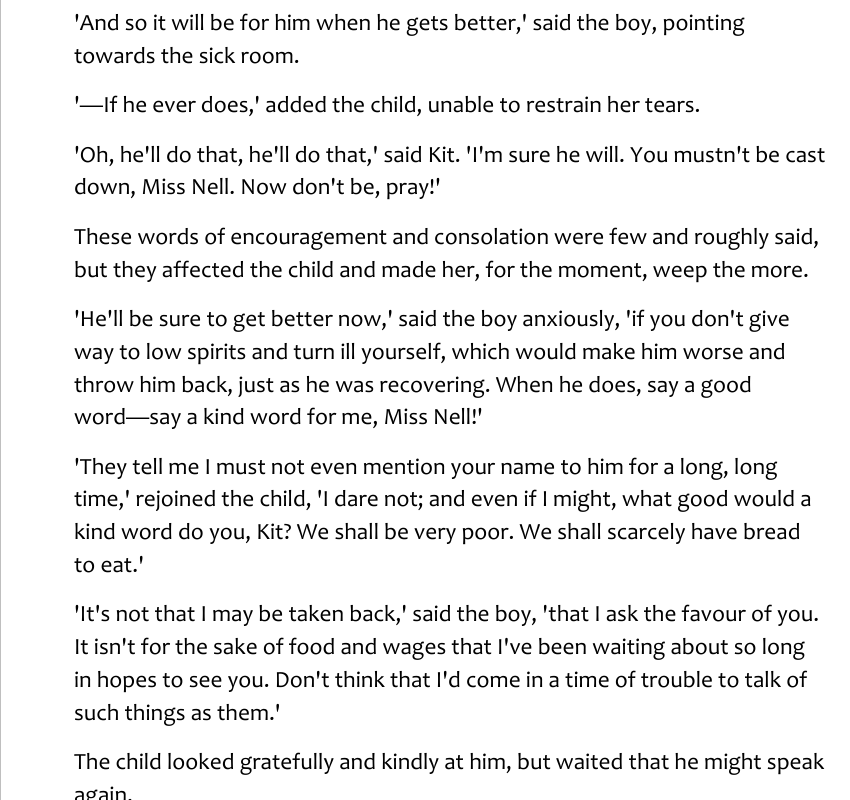 'And so it will be for him when he gets better,' said the boy, pointing
towards the sick room.
'—If he ever does,' added the child, unable to restrain her tears.
'Oh, he'll do that, he'll do that,' said Kit. 'I'm sure he will. You mustn't be cast
down, Miss Nell. Now don't be, pray!'
These words of encouragement and consolation were few and roughly said,
but they affected the child and made her, for the moment, weep the more.
'He'll be sure to get better now,' said the boy anxiously, 'if you don't give
way to low spirits and turn ill yourself, which would make him worse and
throw him back, just as he was recovering. When he does, say a good
word—say a kind word for me, Miss Nell!'
'They tell me I must not even mention your name to him for a long, long
time,' rejoined the child, 'I dare not; and even if I might, what good would a
kind word do you, Kit? We shall be very poor. We shall scarcely have bread
to eat.'
'It's not that I may be taken back,' said the boy, 'that I ask the favour of you.
It isn't for the sake of food and wages that I've been waiting about so long
in hopes to see you. Don't think that I'd come in a time of trouble to talk of
such things as them.'
The child looked gratefully and kindly at him, but waited that he might speak
again.